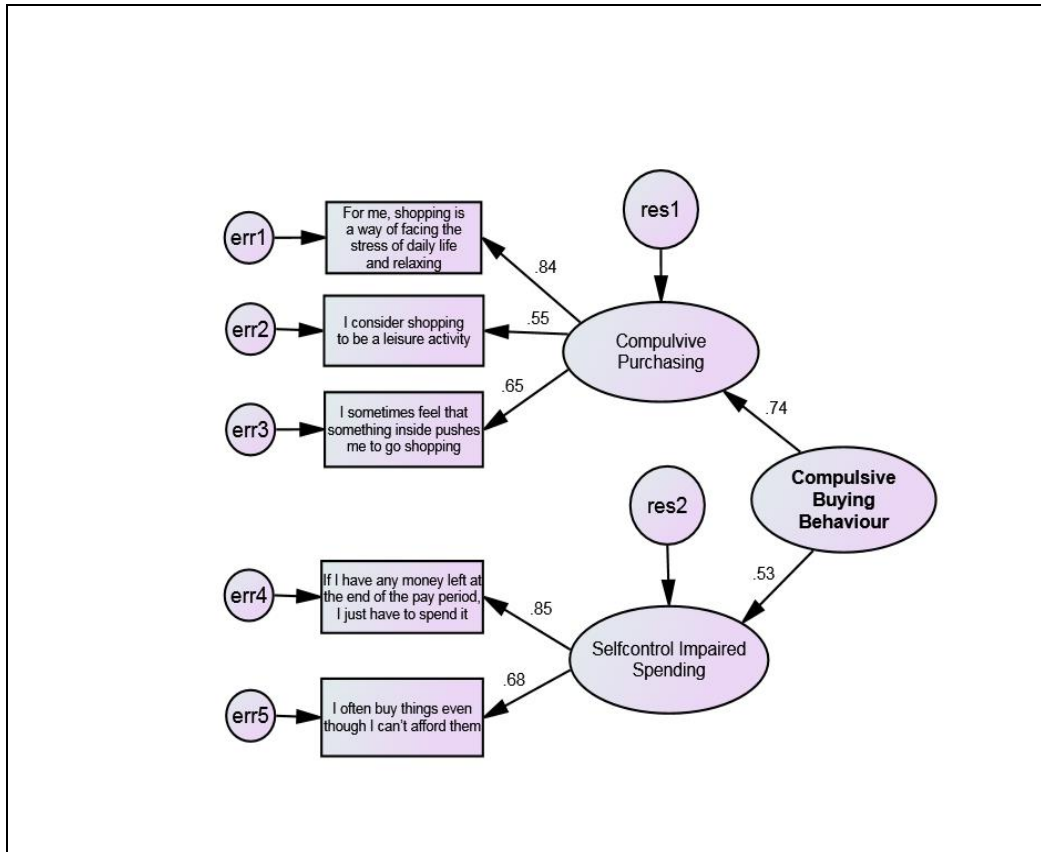 res1
err1
For me, shopping is
a way of facing the
stress of daily life
and relaxing
.84
err2
I consider shopping
to be a leisure activity
.55
Compulvive
Purchasing
err3
I sometimes feel that
something inside pushes
me to go shopping
.65
.74
Compulsive
Buying
Behaviour
res2
.53
err4
If I have any money left at
the end of the pay period,
I just have to spend it
.85
Selfcontrol Impaired
Spending
.68
err5
I often buy things even
though I can't afford them